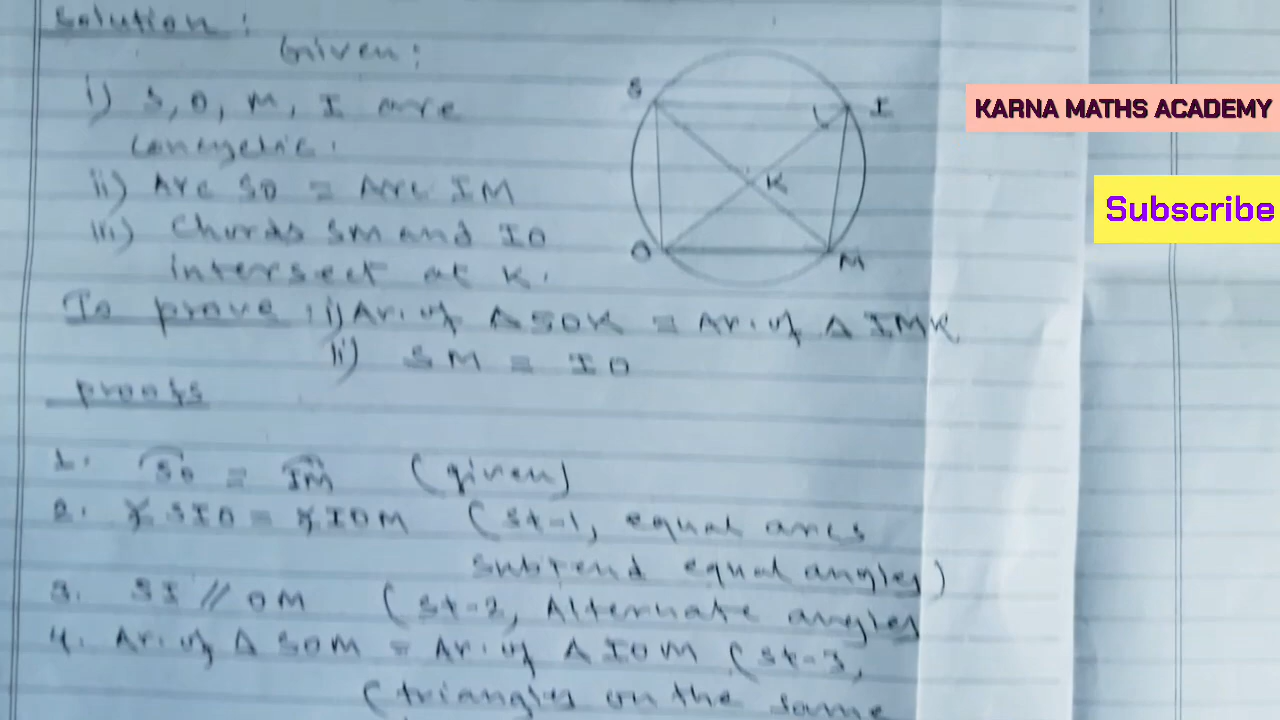 Solution:
Given:
i) S, O, M, I are
concyclic.
ii) Arc SO = Arc IM
iii) Chords SM and IO
intersect at K.
S
I
K
O
M
KARNA MATHS ACADEMY
Subscribe
To prove: i) Ar. of ΔSOK = Ar. of ΔIMK
ii) SM = IO
proofs
1. S͡O = I͡M (given)
2. ∡SIO = ∡IOM (st-1, equal arcs
subtend equal angles)
3. SI // OM (st-2, Alternate angles
4. Ar. of ΔSOM = Ar. of ΔIOM (st-3,
(triangles on the same